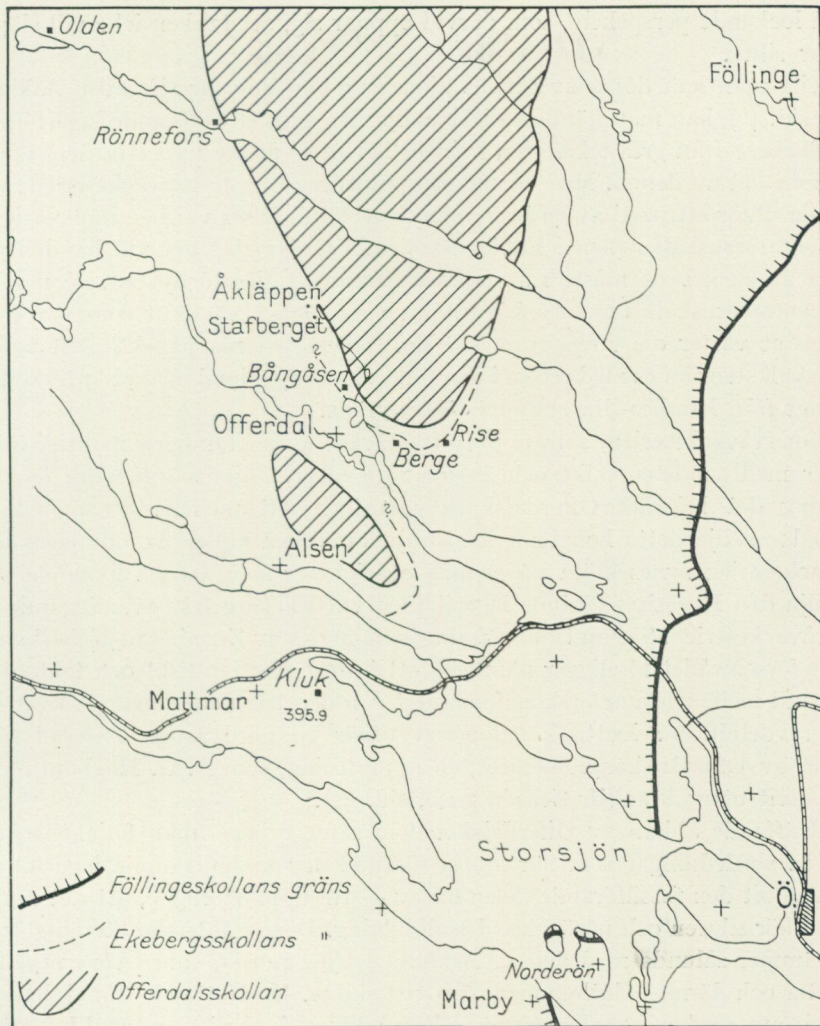 Olden
Föllinge
Rönnefors
Åkläppen
Stafberget
?
Bångåsen
Offerdal
Rise
Berge
?
Alsen
Kluk
Mattmar
395.9
Storsjön
Föllingeskollans gräns
Ö
Ekebergsskollans "
Norderön
Offerdalsskollan
Marby